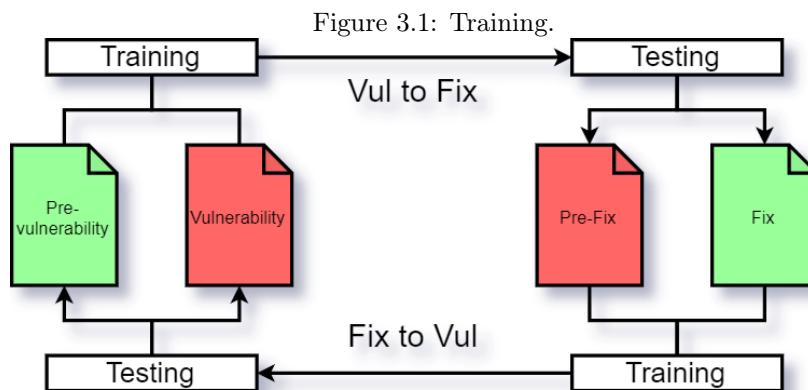 Figure 3.1: Training.
Training
Testing
Vul to Fix
Pre-
vulnerability
Vulnerability
Pre-Fix
Fix
Fix to Vul
Testing
Training